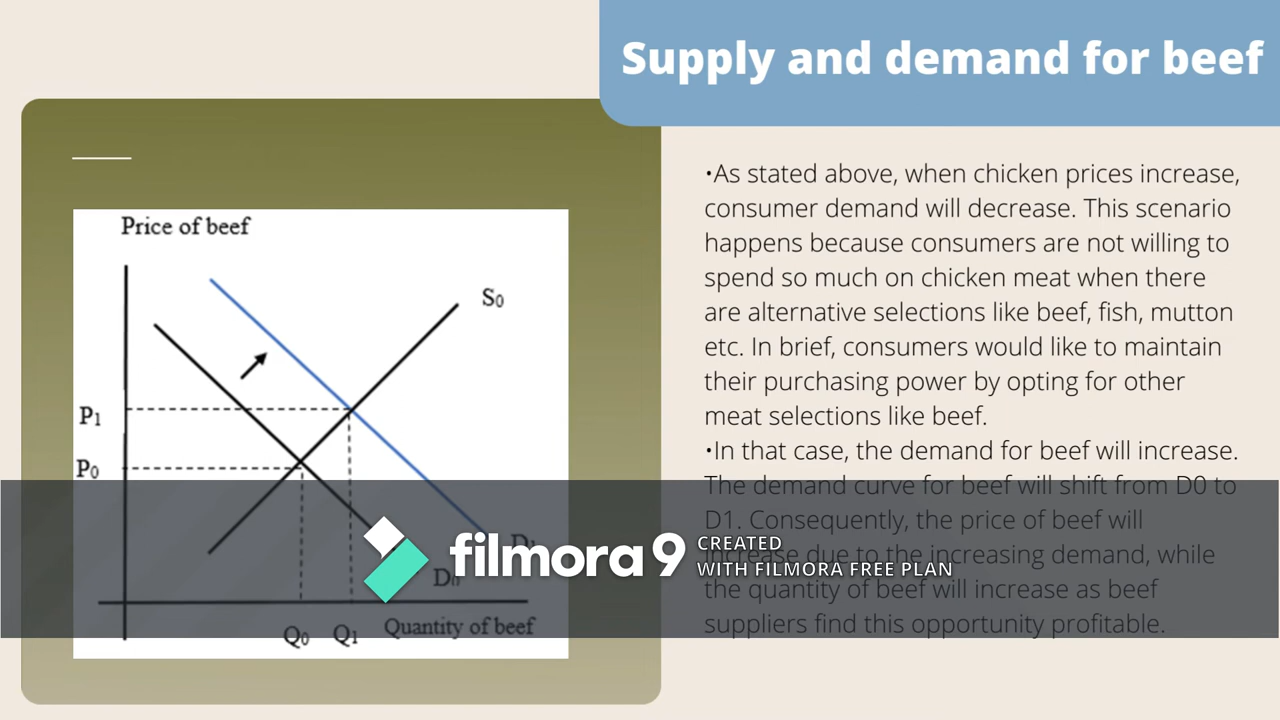 Supply and demand for beef
Price of beef
S0
P1
P0
D1
D0
Q0 Q1 Quantity of beef
•As stated above, when chicken prices increase,
consumer demand will decrease. This scenario
happens because consumers are not willing to
spend so much on chicken meat when there
are alternative selections like beef, fish, mutton
etc. In brief, consumers would like to maintain
their purchasing power by opting for other
meat selections like beef.
•In that case, the demand for beef will increase.
The demand curve for beef will shift from D0 to
D1. Consequently, the price of beef will
increase due to the increasing demand, while
the quantity of beef will increase as beef
suppliers find this opportunity profitable.
filmora9
CREATED
WITH FILMORA FREE PLAN